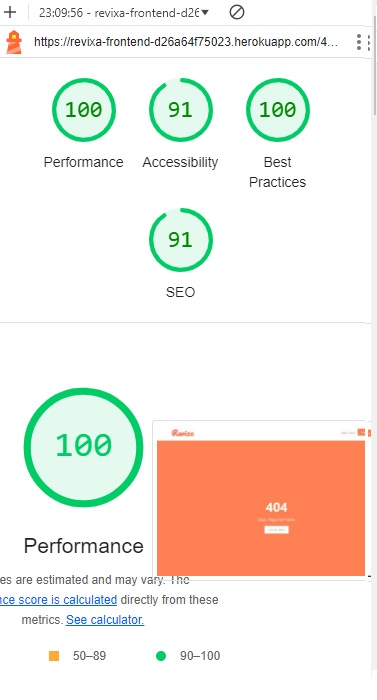 23:09:56 - revixa-frontend-d26
https://revixa-frontend-d26a64f75023.herokuapp.com/4...
100
91
100
Performance
Accessibility
Best
Practices
91
SEO
100
Revixa
404
Performance
es are estimated and may vary. The
nce score is calculated directly from these
metrics. See calculator.
50–89
90–100